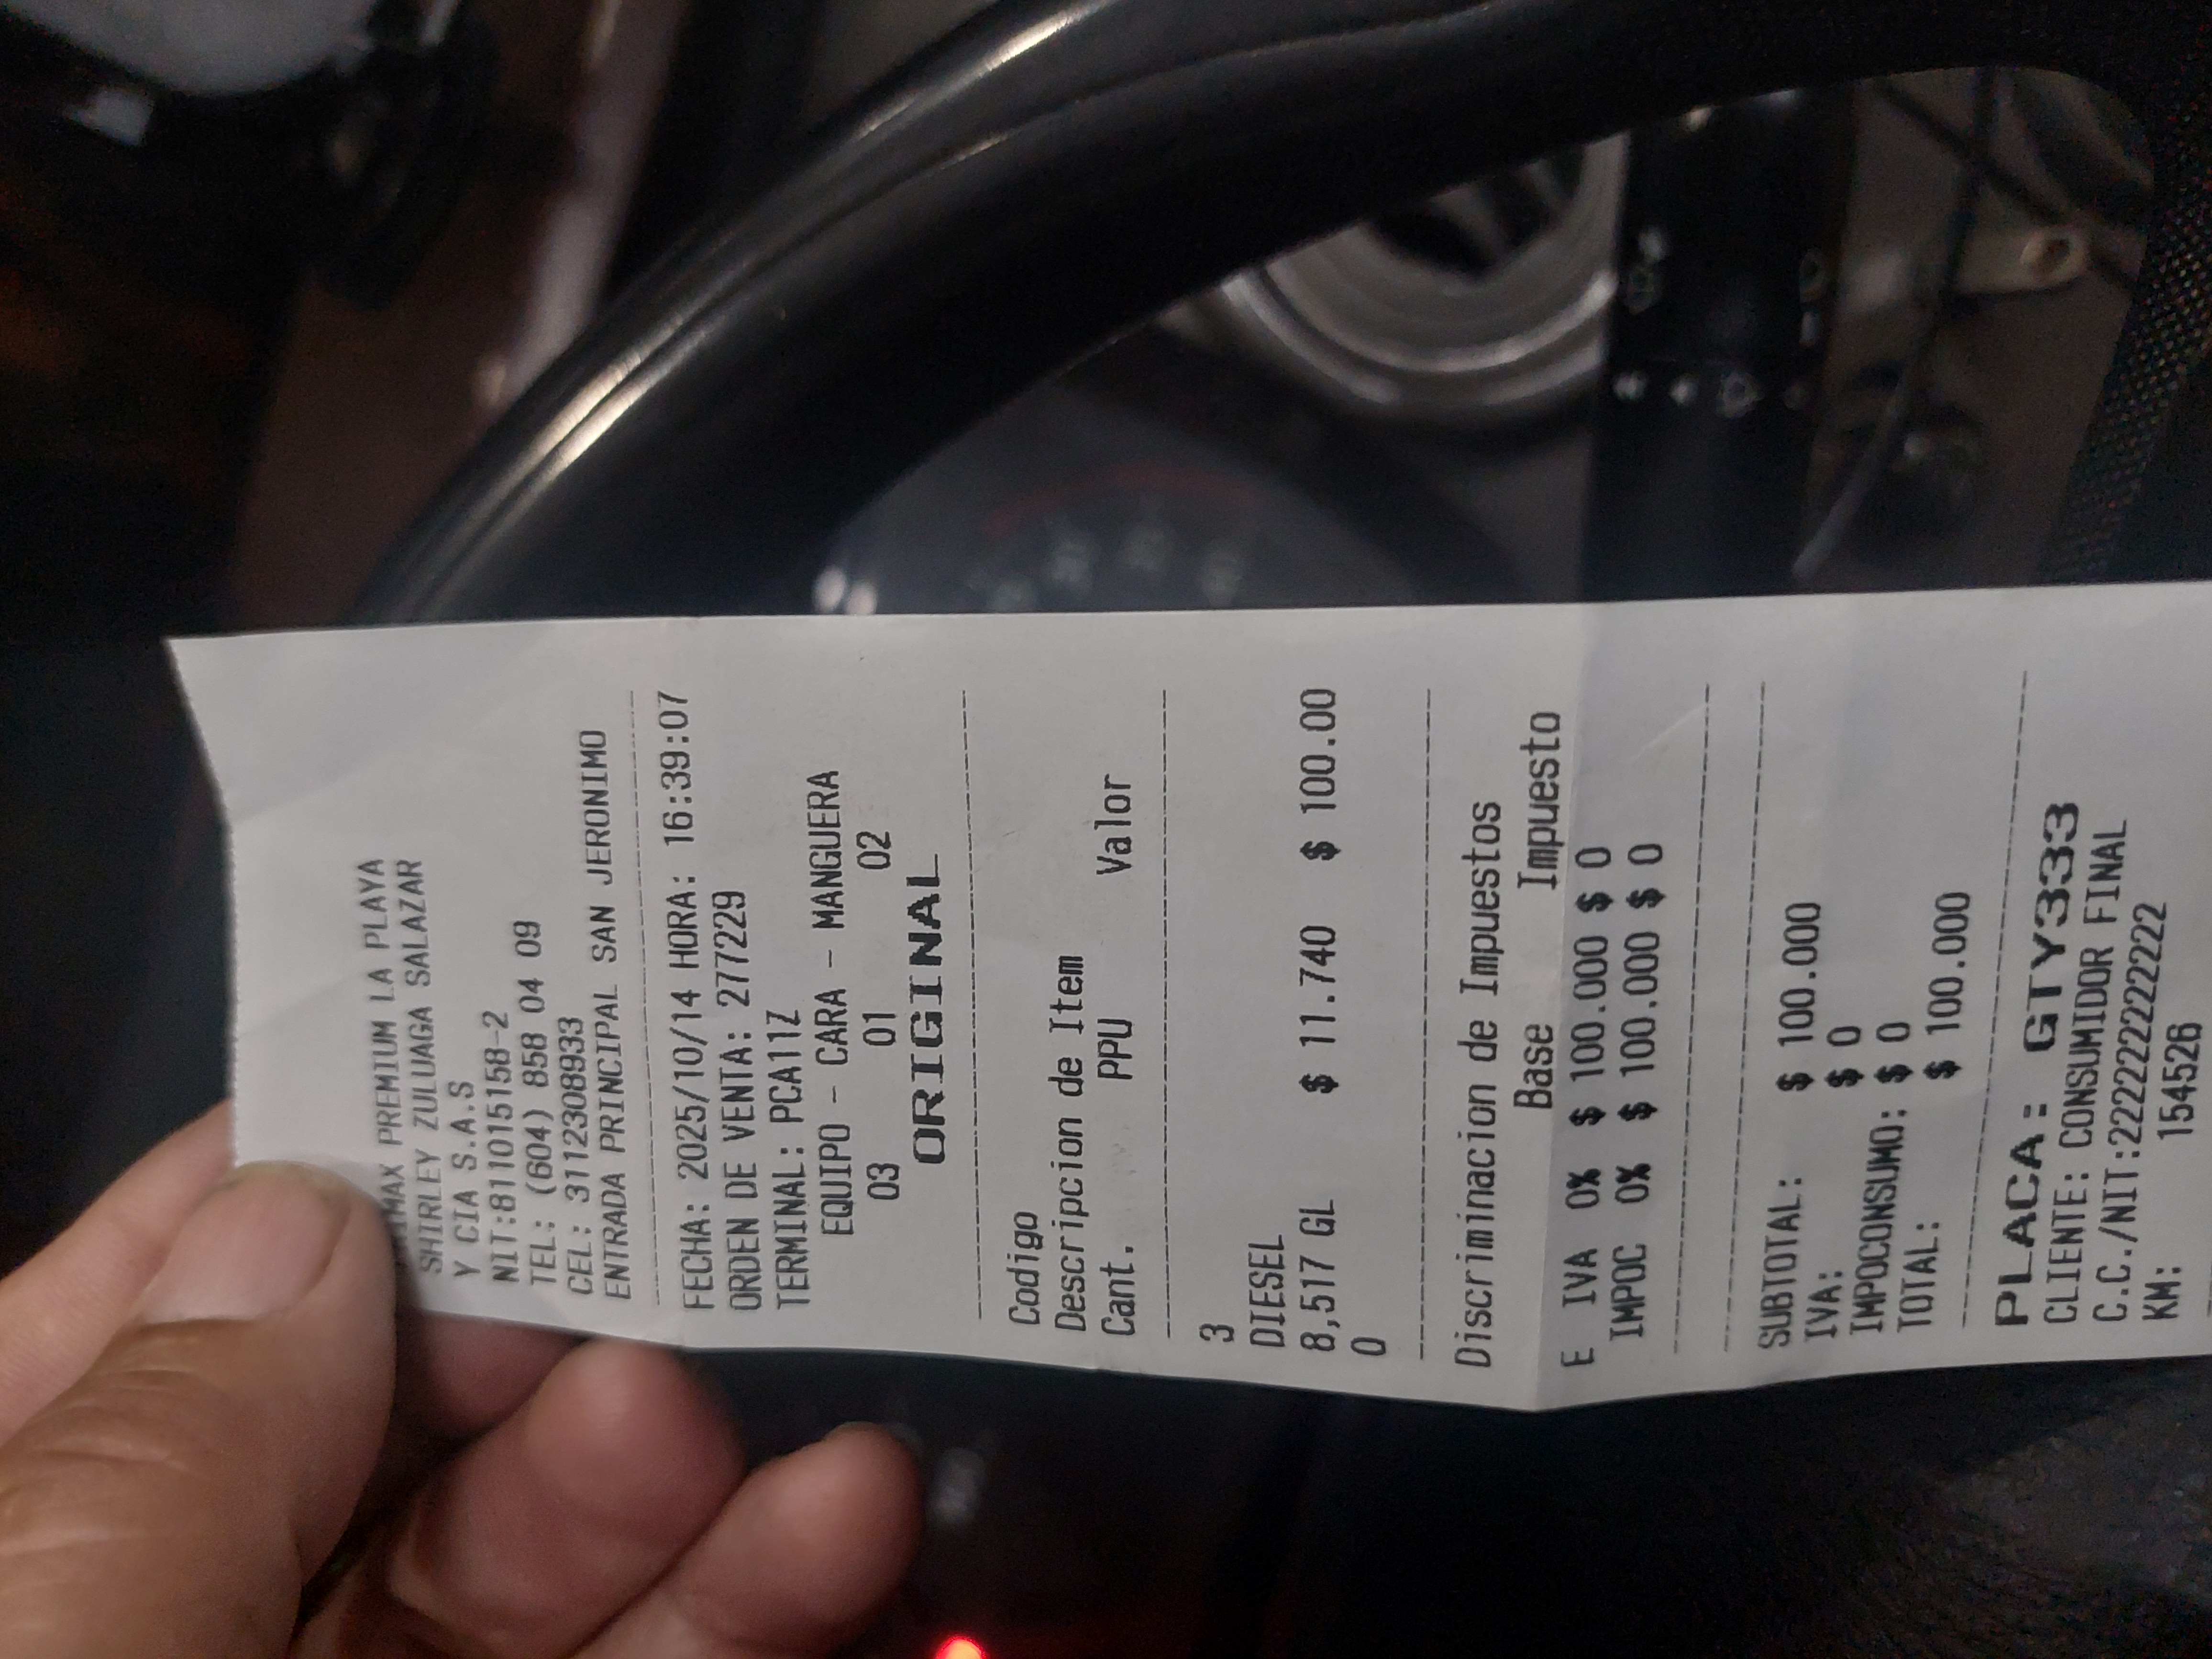 PREMIUM LA PLAYA
SHIRLEY ZULUAGA SALAZAR
Y CIA S.A.S
NIT:811015158-2
TEL: (604) 858 04 09
CEL: 3112308933
ENTRADA PRINCIPAL SAN JERONIMO
FECHA: 2025/10/14 HORA: 16:39:07
ORDEN DE VENTA: 277229
TERMINAL: PCA11Z
EQUIPO - CARA - MANGUERA
03 01 02
ORIGINAL
Codigo
Descripcion de Item
Cant. PPU Valor
3
DIESEL
8,517 GL $ 11.740 $ 100.00
0
Discriminacion de Impuestos
Base Impuesto
E IVA 0% $ 100.000 $ 0
IMPOC 0% $ 100.000 $ 0
SUBTOTAL: $ 100.000
IVA: $ 0
IMPOCONSUMO: $ 0
TOTAL: $ 100.000
PLACA: GTY333
CLIENTE: CONSUMIDOR FINAL
C.C./NIT:222222222222
KM: 154526